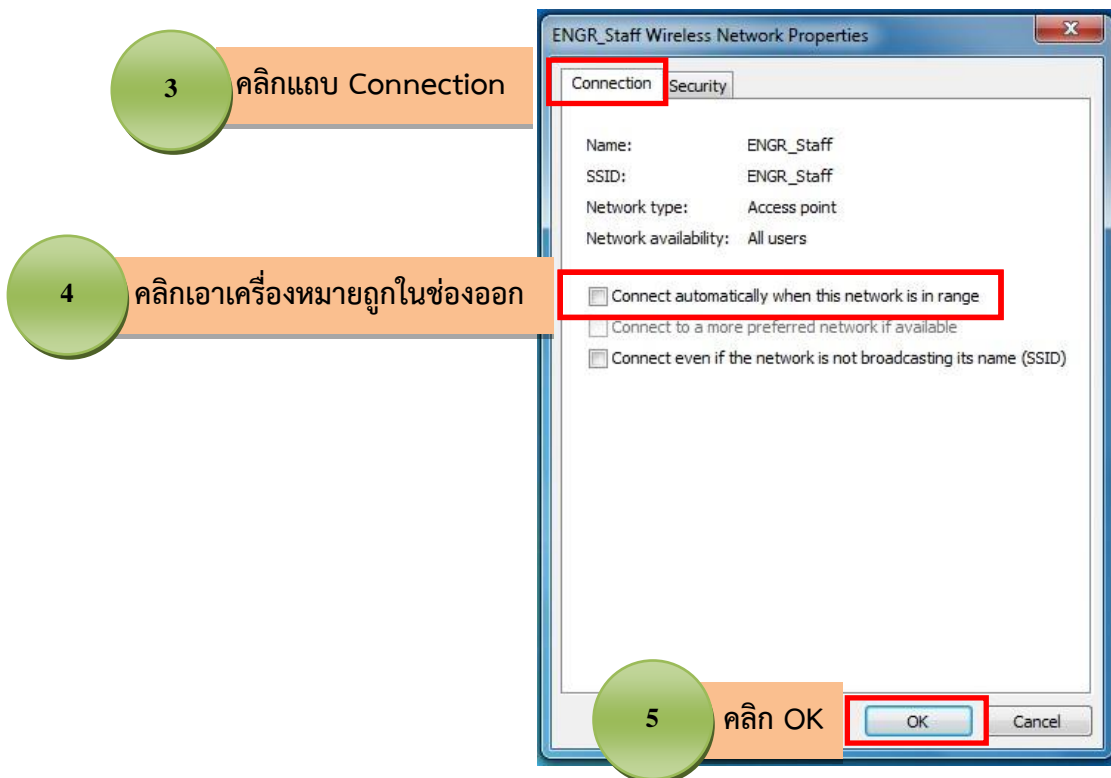 ENGR_Staff Wireless Network Properties
3 คลิกแถบ Connection
Connection Security
Name: ENGR_Staff
SSID: ENGR_Staff
Network type: Access point
Network availability: All users
4 คลิกเอาเครื่องหมายถูกในช่องออก
Connect automatically when this network is in range
Connect to a more preferred network if available
Connect even if the network is not broadcasting its name (SSID)
5 คลิก OK
OK Cancel